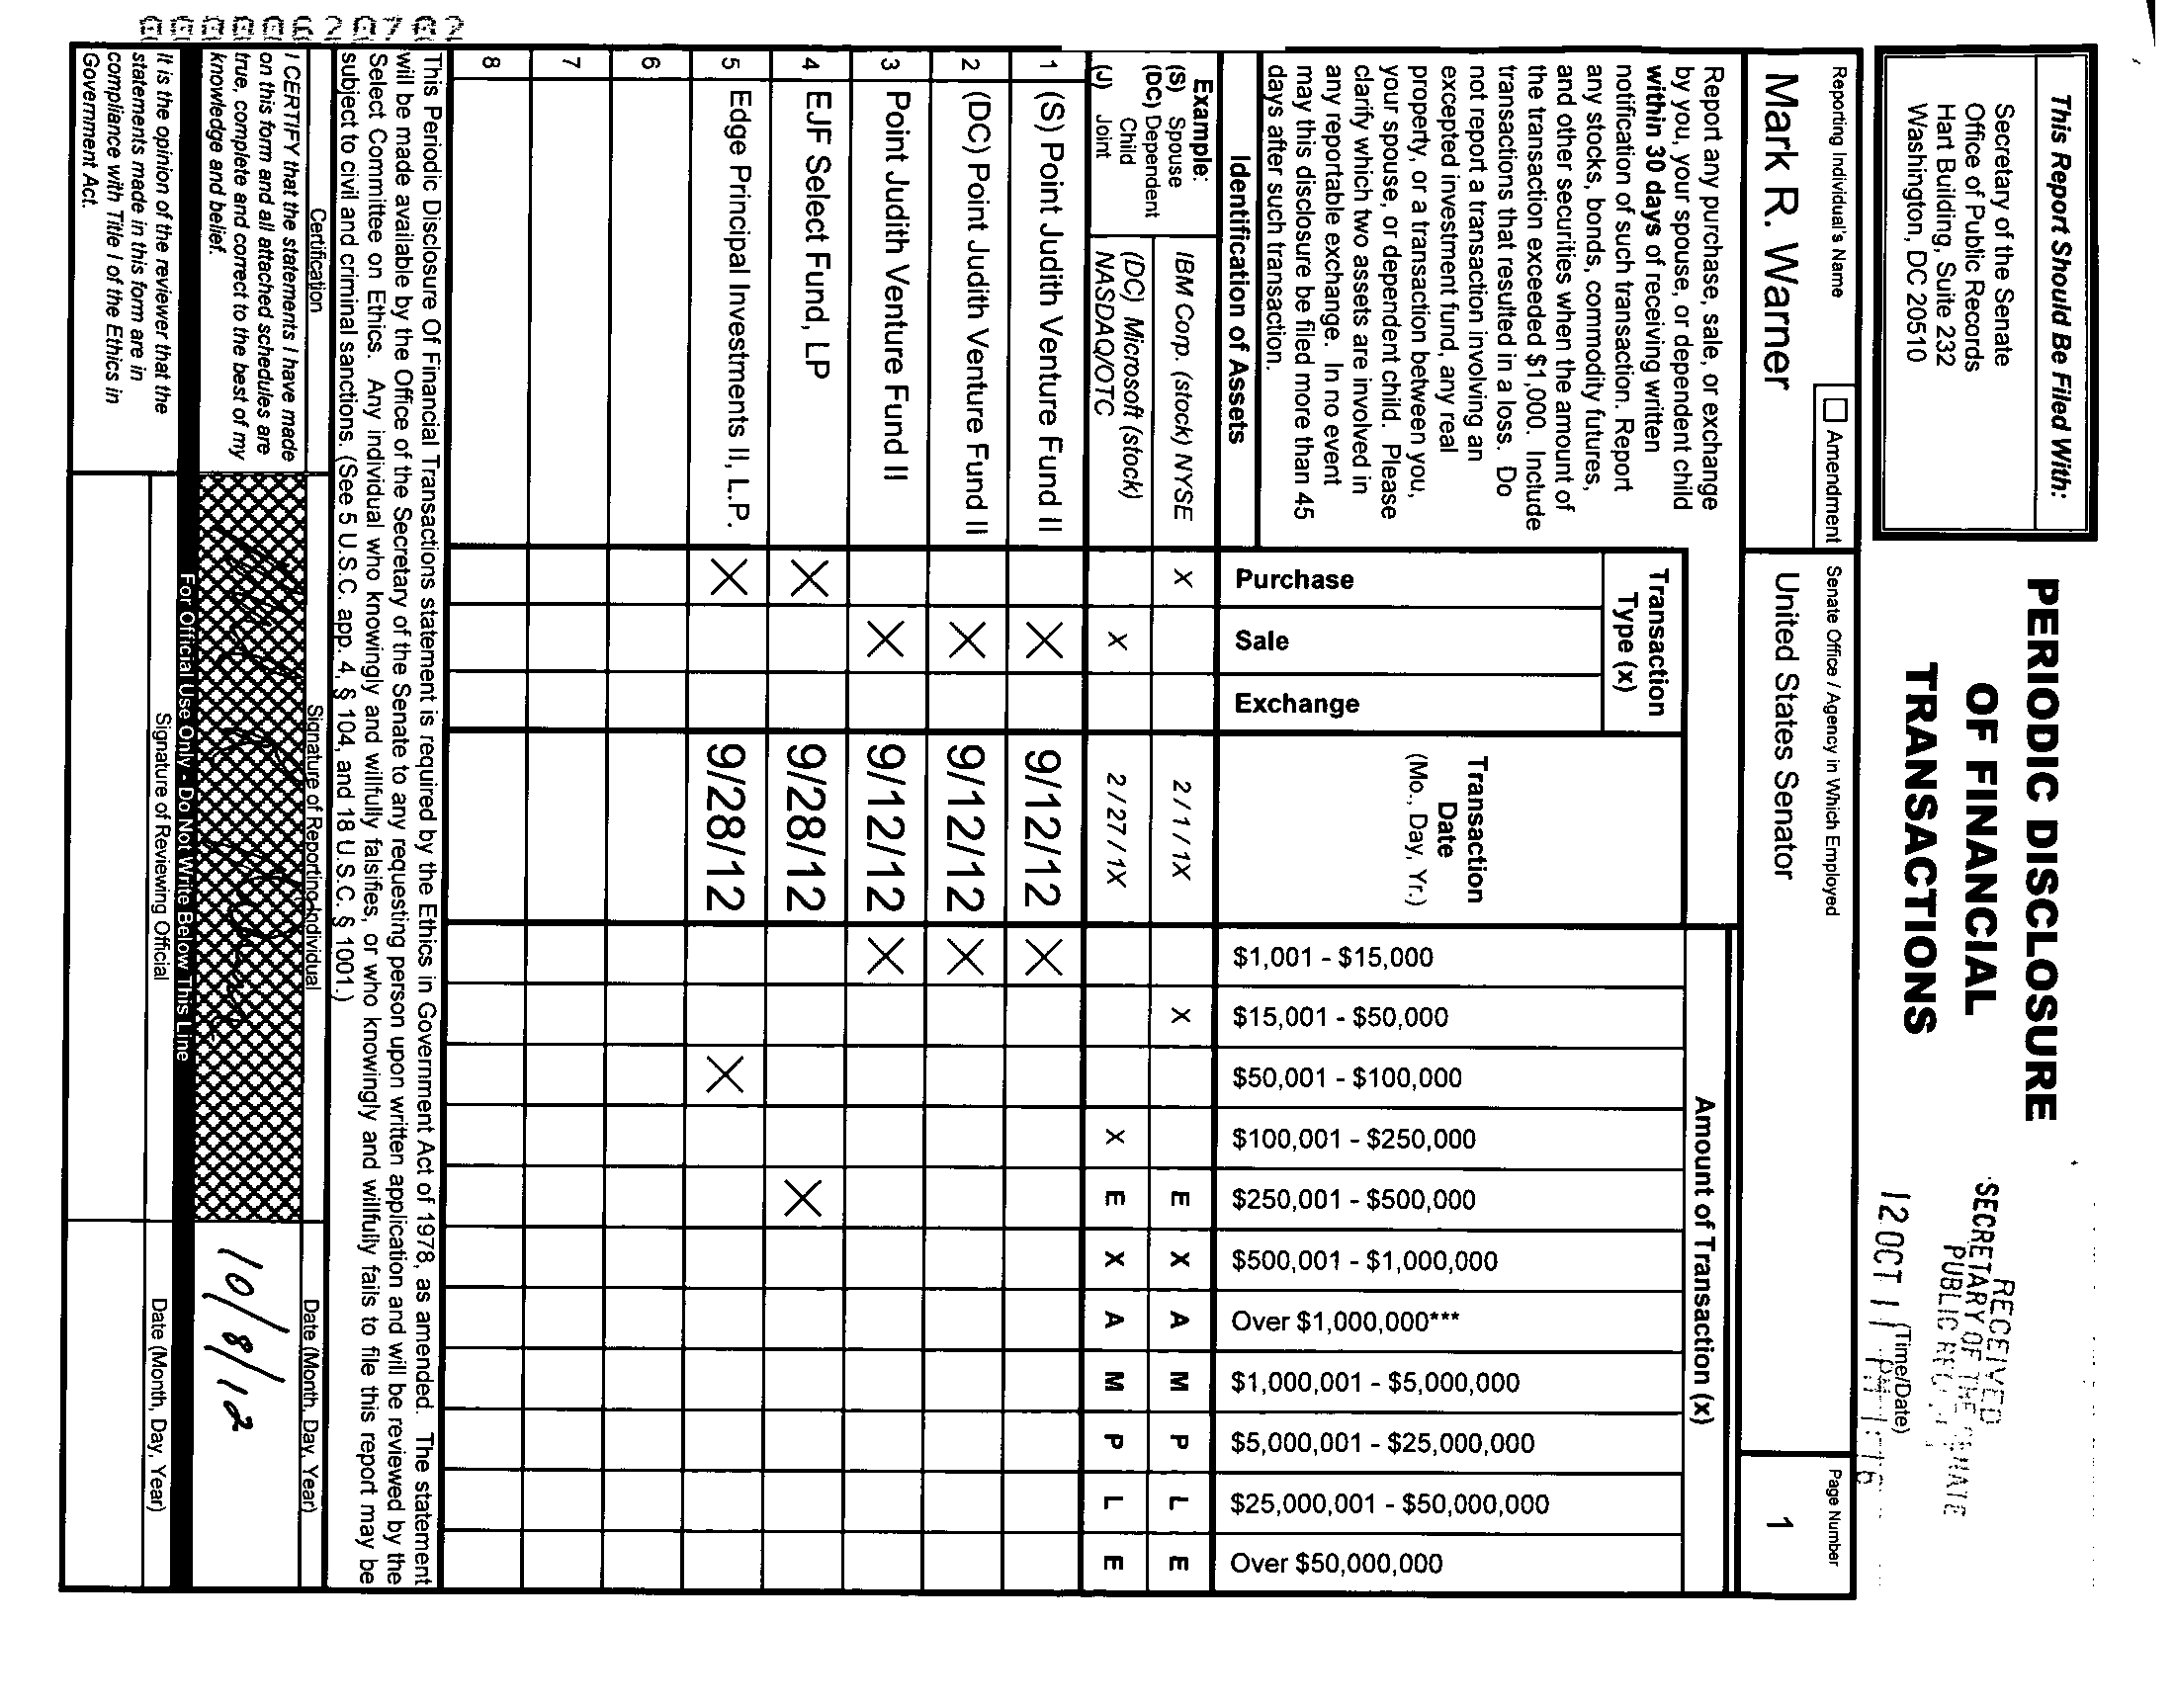 This Report Should Be Filed With:
Secretary of the Senate
Office of Public Records
Hart Building, Suite 232
Washington, DC 20510
PERIODIC DISCLOSURE
OF FINANCIAL
TRANSACTIONS
RECEIVED
SECRETARY OF THE SENATE
PUBLIC
(Time/Date)
12 OCT 11 PM
Reporting Individual's Name
Amendment
Mark R. Warner
Senate Office / Agency in Which Employed
United States Senator
Page Number
1
Report any purchase, sale, or exchange
by you, your spouse, or dependent child
within 30 days of receiving written
notification of such transaction. Report
any stocks, bonds, commodity futures,
and other securities when the amount of
the transaction exceeded $1,000. Include
transactions that resulted in a loss. Do
not report a transaction involving an
excepted investment fund, any real
property, or a transaction between you,
your spouse, or dependent child. Please
clarify which two assets are involved in
any reportable exchange. In no event
may this disclosure be filed more than 45
days after such transaction.
Transaction
Type (x)
Amount of Transaction (x)
Identification of Assets
Purchase
Sale
Exchange
Transaction
Date
(Mo., Day, Yr.)
$1,001 - $15,000
$15,001 - $50,000
$50,001 - $100,000
$100,001 - $250,000
$250,001 - $500,000
$500,001 - $1,000,000
Over $1,000,000***
$1,000,001 - $5,000,000
$5,000,001 - $25,000,000
$25,000,001 - $50,000,000
Over $50,000,000
Example:
(S) Spouse
(DC) Dependent
Child
(J) Joint
IBM Corp. (stock) NYSE X 2 / 1 / 1X X E X A M P L E
(DC) Microsoft (stock)
NASDAQ/OTC X 2 / 27 / 1X X E X A M P L E
1 (S) Point Judith Venture Fund II X 9/12/12 X
2 (DC) Point Judith Venture Fund II X 9/12/12 X
3 Point Judith Venture Fund II X 9/12/12 X
4 EJF Select Fund, LP X 9/28/12 X
5 Edge Principal Investments II, L.P. X 9/28/12 X
6
7
8
This Periodic Disclosure Of Financial Transactions statement is required by the Ethics in Government Act of 1978, as amended. The statement
will be made available by the Office of the Secretary of the Senate to any requesting person upon written application and will be reviewed by the
Select Committee on Ethics. Any individual who knowingly and willfully falsifies, or who knowingly and willfully fails to file this report may be
subject to civil and criminal sanctions. (See 5 U.S.C. app. 4, § 104, and 18 U.S.C. § 1001.)
Certification
Signature of Reporting Individual
Date (Month, Day, Year)
I CERTIFY that the statements I have made
on this form and all attached schedules are
true, complete and correct to the best of my
knowledge and belief.
10/8/12
For Official Use Only - Do Not Write Below This Line
It is the opinion of the reviewer that the
statements made in this form are in
compliance with Title I of the Ethics in
Government Act.
Signature of Reviewing Official
Date (Month, Day, Year)